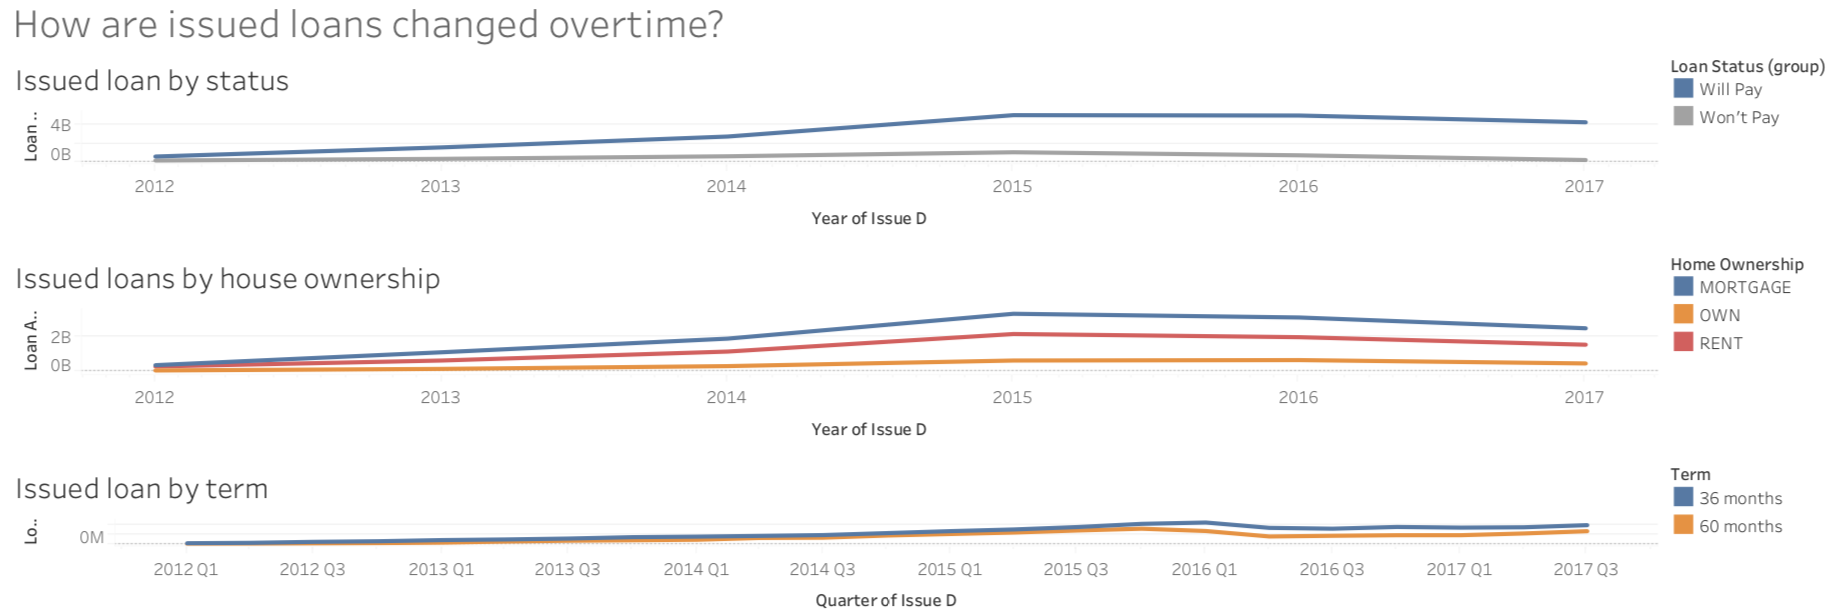 How are issued loans changed overtime?
Issued loan by status
Loan ..
4B
0B
2012 2013 2014 2015 2016 2017
Year of Issue D
Loan Status (group)
Will Pay
Won't Pay
Issued loans by house ownership
Loan A..
2B
0B
2012 2013 2014 2015 2016 2017
Year of Issue D
Home Ownership
MORTGAGE
OWN
RENT
Issued loan by term
Lo..
0M
2012 Q1 2012 Q3 2013 Q1 2013 Q3 2014 Q1 2014 Q3 2015 Q1 2015 Q3 2016 Q1 2016 Q3 2017 Q1 2017 Q3
Quarter of Issue D
Term
36 months
60 months